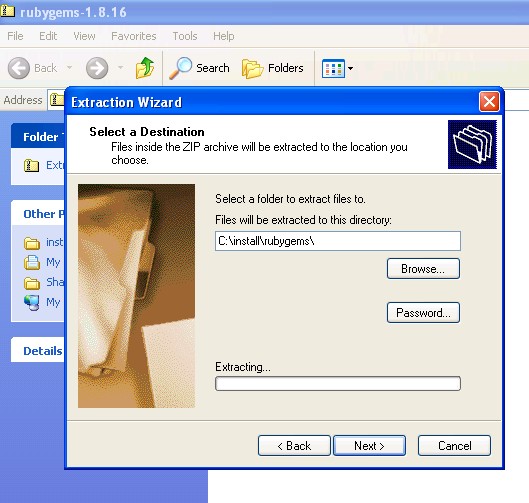 rubygems-1.8.16
File Edit View Favorites Tools Help
Back Search Folders
Address
Extraction Wizard
Select a Destination
Files inside the ZIP archive will be extracted to the location you
choose.
Folder
Other
My
My
Details
Select a folder to extract files to.
Files will be extracted to this directory:
C:\install\rubygems\
Browse...
Password...
Extracting...
< Back Next > Cancel